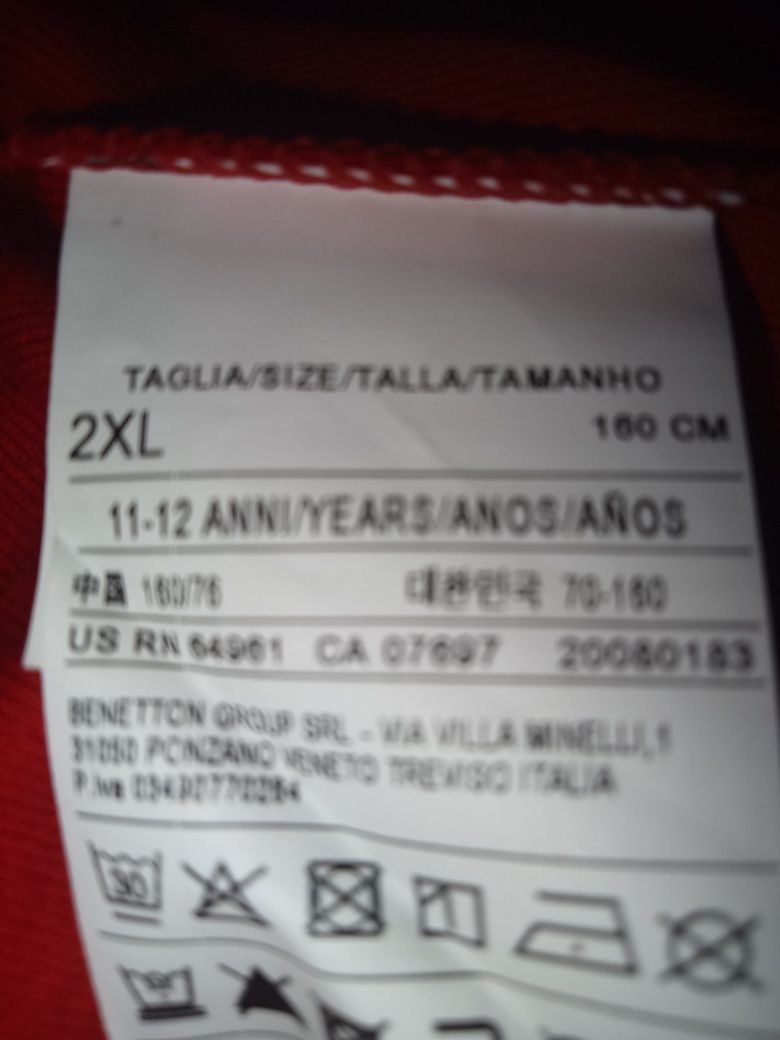 TAGLIA/SIZE/TALLA/TAMANHO
2XL 160 CM
11-12 ANNI/YEARS/ANOS/AÑOS
中国 160/76 대한민국 70-160
US RN 64961 CA 07697 20080183
BENETTON GROUP SRL - VIA VILLA MINELLI,1
31050 PONZANO VENETO TREVISO ITALIA
P.Iva
30